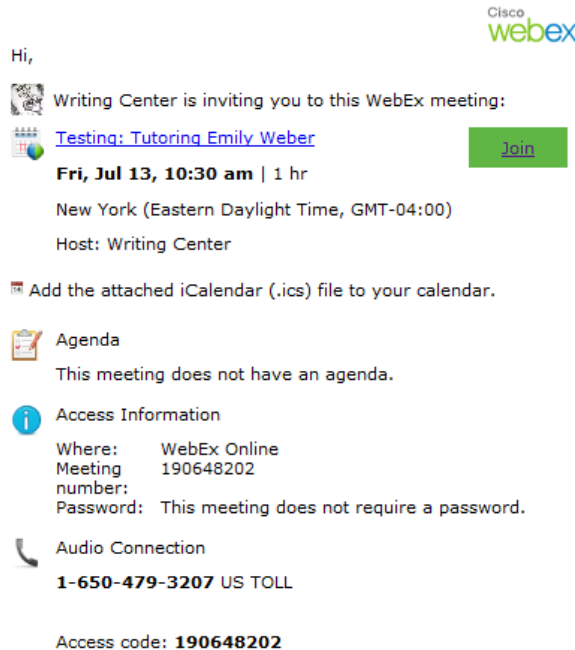 Cisco
webex
Hi,
Writing Center is inviting you to this WebEx meeting:
Testing: Tutoring Emily Weber
Join
Fri, Jul 13, 10:30 am | 1 hr
New York (Eastern Daylight Time, GMT-04:00)
Host: Writing Center
Add the attached iCalendar (.ics) file to your calendar.
Agenda
This meeting does not have an agenda.
Access Information
Where: WebEx Online
Meeting 190648202
number:
Password: This meeting does not require a password.
Audio Connection
1-650-479-3207 US TOLL
Access code: 190648202